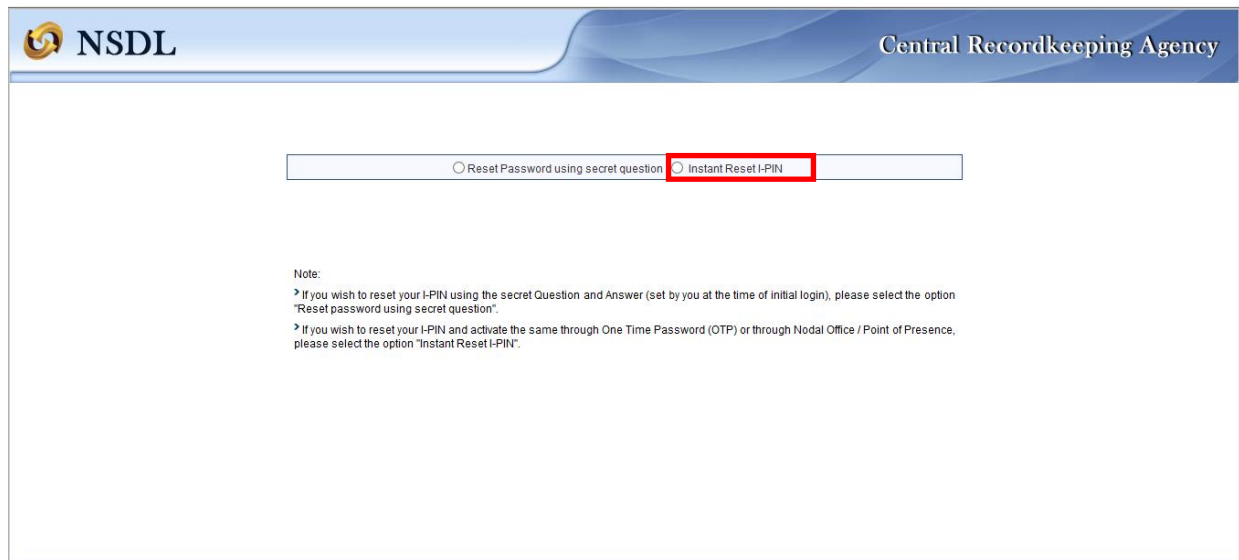 NSDL
Central Recordkeeping Agency
Reset Password using secret question Instant Reset I-PIN
Note:
If you wish to reset your I-PIN using the secret Question and Answer (set by you at the time of initial login), please select the option
"Reset password using secret question".
If you wish to reset your I-PIN and activate the same through One Time Password (OTP) or through Nodal Office / Point of Presence,
please select the option "Instant Reset I-PIN".